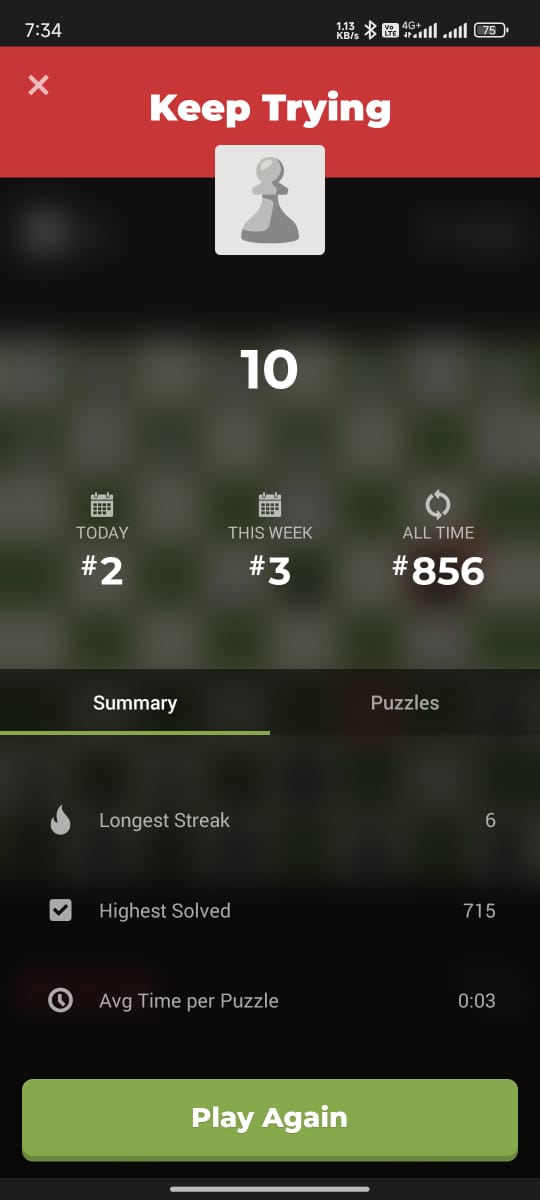 7:34
1.13 KB/s Vo LTE 4G+ 75
Keep Trying
10
TODAY THIS WEEK ALL TIME
#2 #3 #856
Summary Puzzles
Longest Streak 6
Highest Solved 715
Avg Time per Puzzle 0:03
Play Again